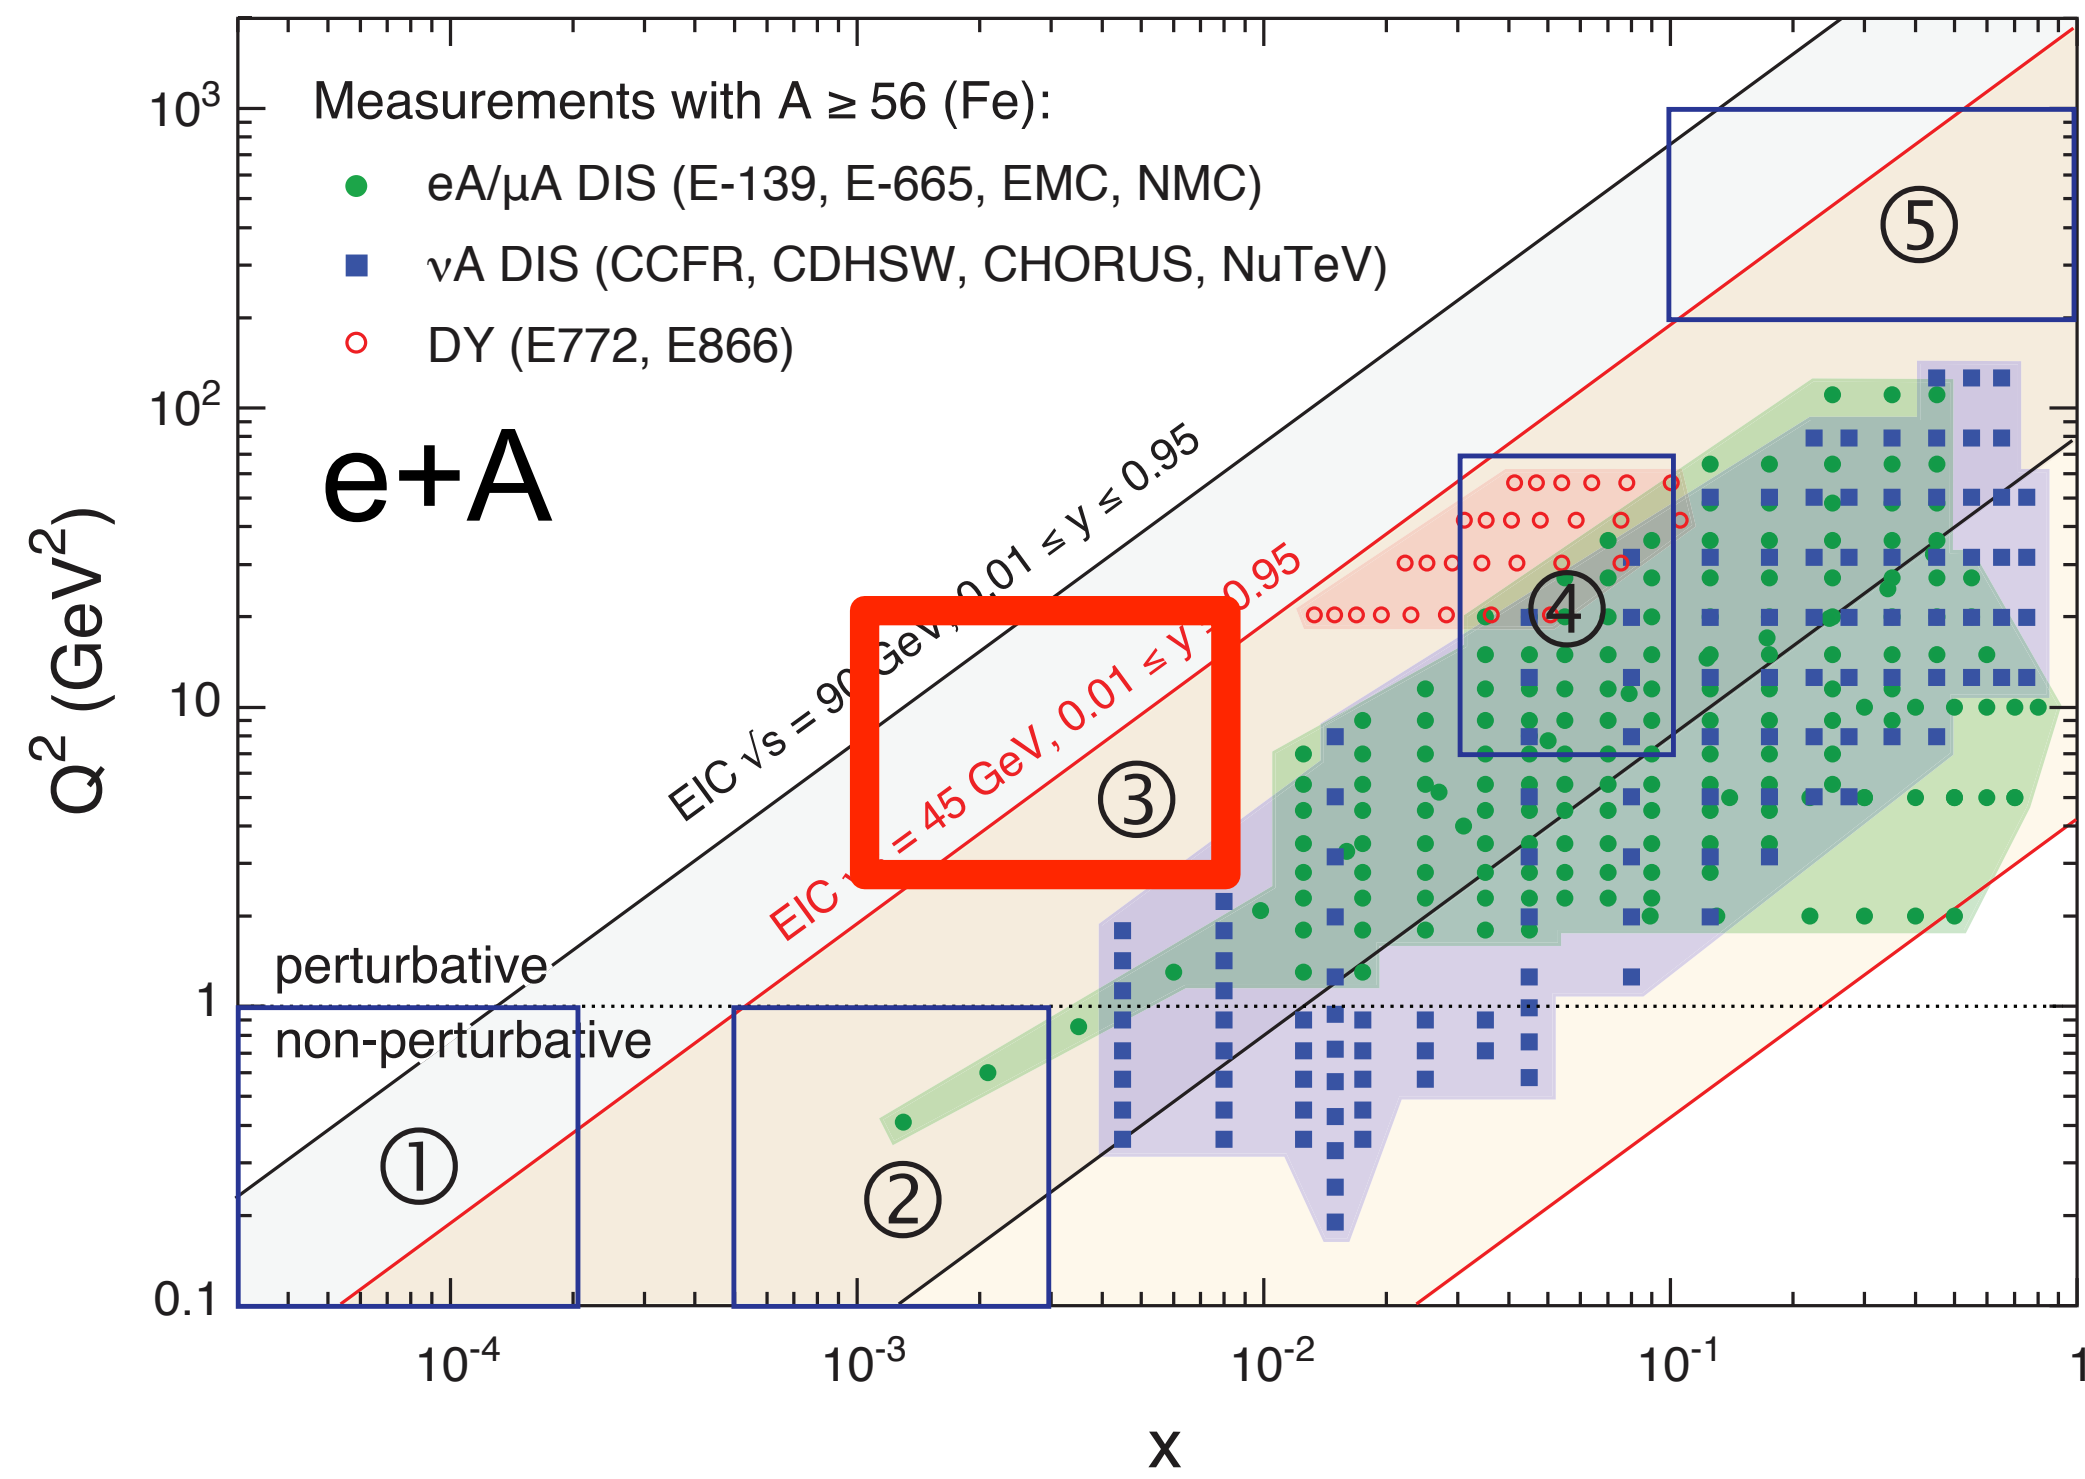 Measurements with A ≥ 56 (Fe):
eA/μA DIS (E-139, E-665, EMC, NMC)
νA DIS (CCFR, CDHSW, CHORUS, NuTeV)
DY (E772, E866)
e+A
EIC √s = 90 GeV, 0.01 ≤ y ≤ 0.95
EIC = 45 GeV, 0.01 ≤ y 0.95
perturbative
non-perturbative
①
②
③
④
⑤
Q² (GeV²)
10³
10²
10
1
0.1
10⁻⁴
10⁻³
10⁻²
10⁻¹
1
x